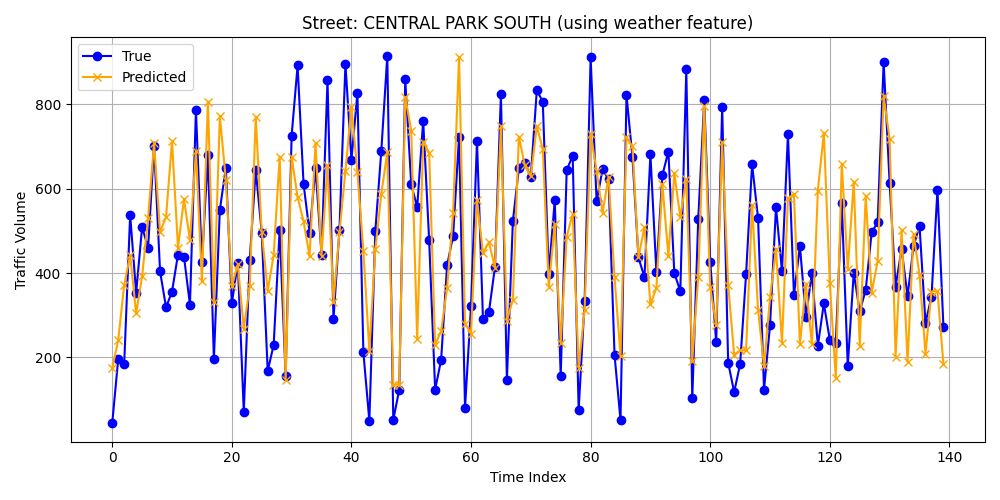 Street: CENTRAL PARK SOUTH (using weather feature)
True
Predicted
Traffic Volume
800
600
400
200
0 20 40 60 80 100 120 140
Time Index